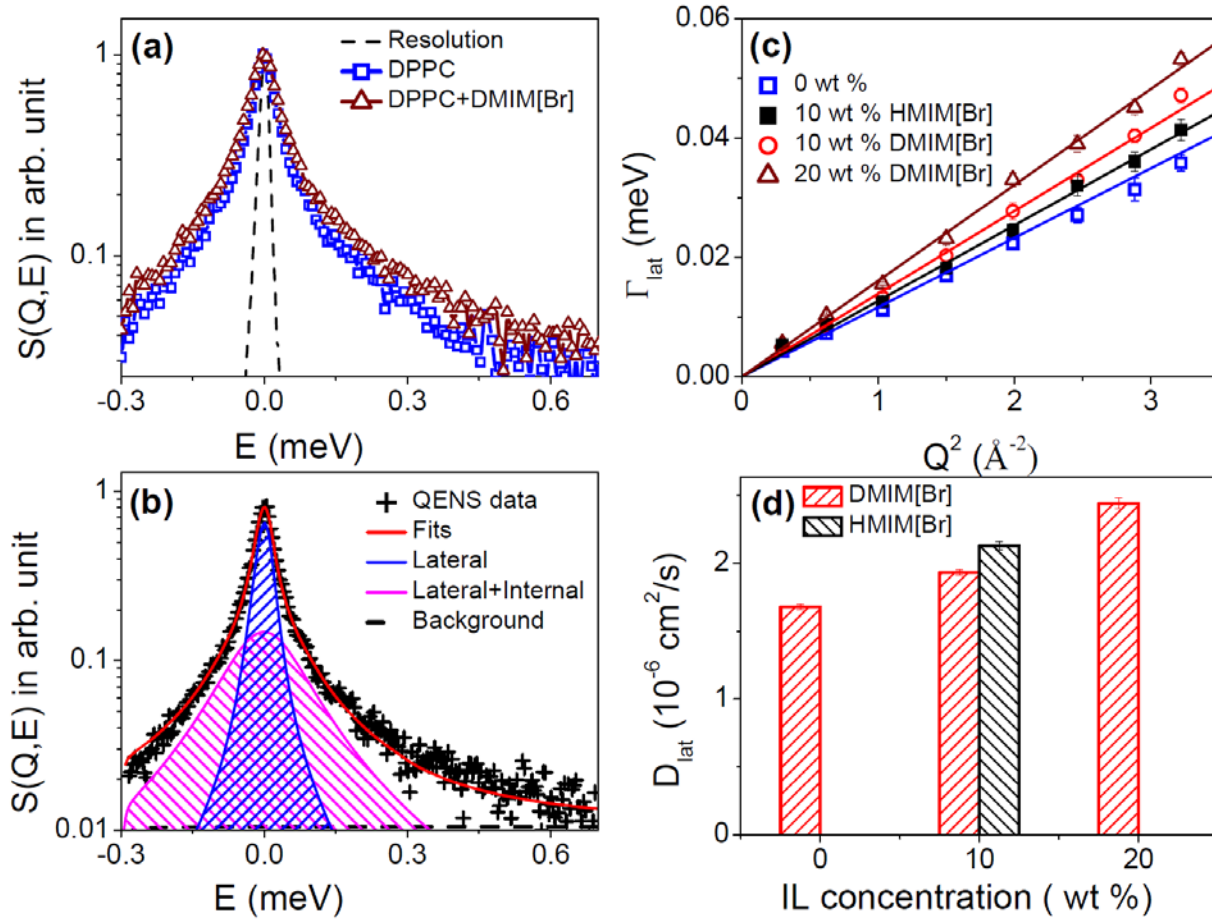 (a)
Resolution
DPPC
DPPC+DMIM[Br]
1
0.1
S(Q,E) in arb. unit
-0.3
0.0
0.3
0.6
E (meV)
(b)
QENS data
Fits
Lateral
Lateral+Internal
Background
1
0.1
0.01
S(Q,E) in arb. unit
-0.3
0.0
0.3
0.6
E (meV)
(c)
0 wt %
10 wt % HMIM[Br]
10 wt % DMIM[Br]
20 wt % DMIM[Br]
0.06
0.04
0.02
0.00
Γlat (meV)
0
1
2
3
Q² (Å⁻²)
(d)
DMIM[Br]
HMIM[Br]
2
1
0
Dlat (10⁻⁶ cm²/s)
0
10
20
IL concentration ( wt %)